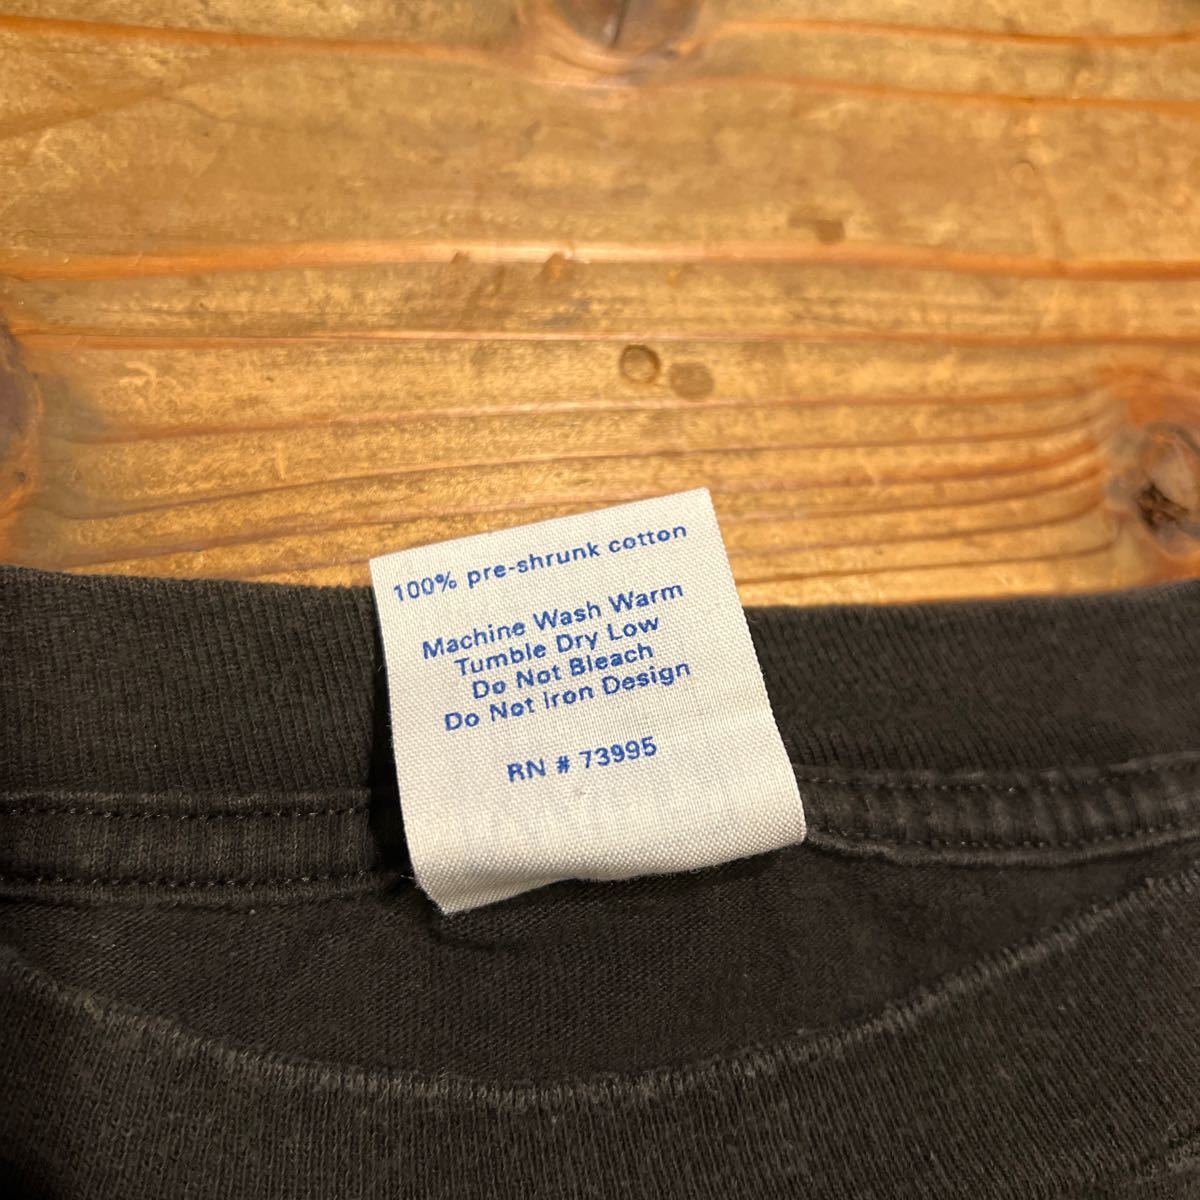 100% pre-shrunk cotton
Machine Wash Warm
Tumble Dry Low
Do Not Bleach
Do Not Iron Design
RN # 73995